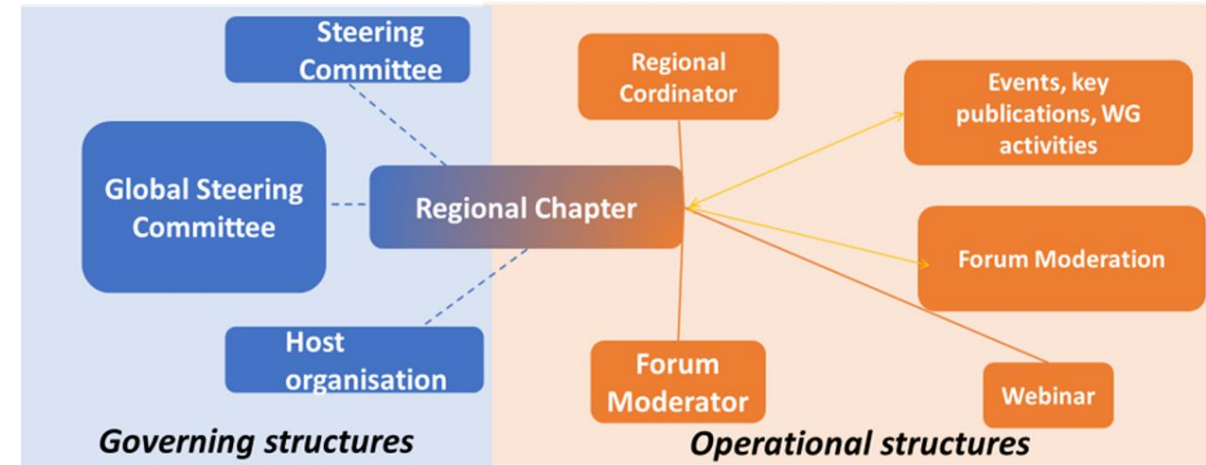 Steering
Committee
Global Steering
Committee
Regional Chapter
Host
organisation
Governing structures
Regional
Cordinator
Events, key
publications, WG
activities
Forum Moderation
Forum
Moderator
Webinar
Operational structures